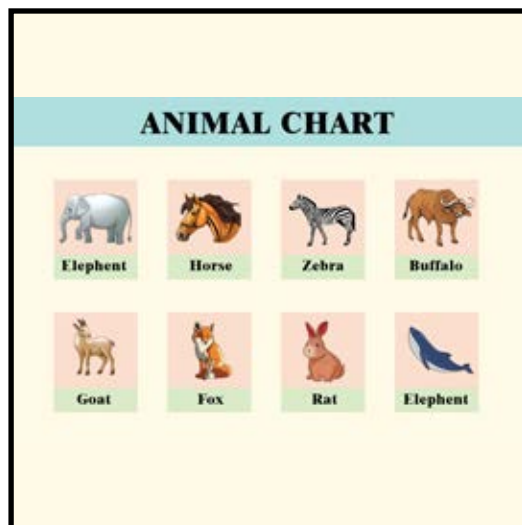 ANIMAL CHART
Elephent Horse Zebra Buffalo
Goat Fox Rat Elephent